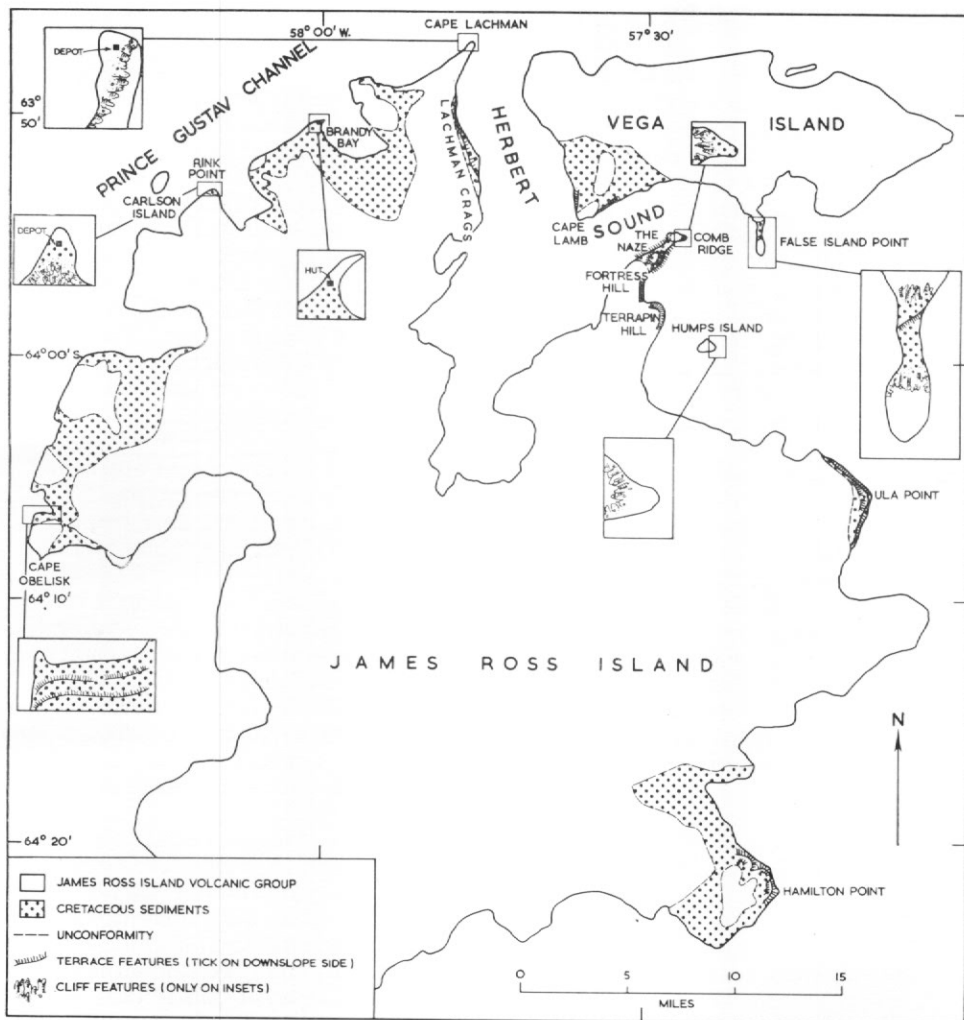 CAPE LACHMAN
58° 00' W.
57° 30'
DEPOT
63°
50'
PRINCE GUSTAV CHANNEL
LACHMAN CRAGS
HERBERT
SOUND
VEGA ISLAND
BRANDY
BAY
RINK
POINT
CARLSON
ISLAND
DEPOT
HUT
CAPE
LAMB
THE
NAZE
COMB
RIDGE
FALSE ISLAND POINT
FORTRESS
HILL
TERRAPIN
HILL
HUMPS ISLAND
64° 00' S.
ULA POINT
CAPE
OBELISK
64° 10'
JAMES ROSS ISLAND
N
64° 20'
HAMILTON POINT
JAMES ROSS ISLAND VOLCANIC GROUP
CRETACEOUS SEDIMENTS
UNCONFORMITY
TERRACE FEATURES (TICK ON DOWNSLOPE SIDE)
CLIFF FEATURES (ONLY ON INSETS)
0 5 10 15
MILES